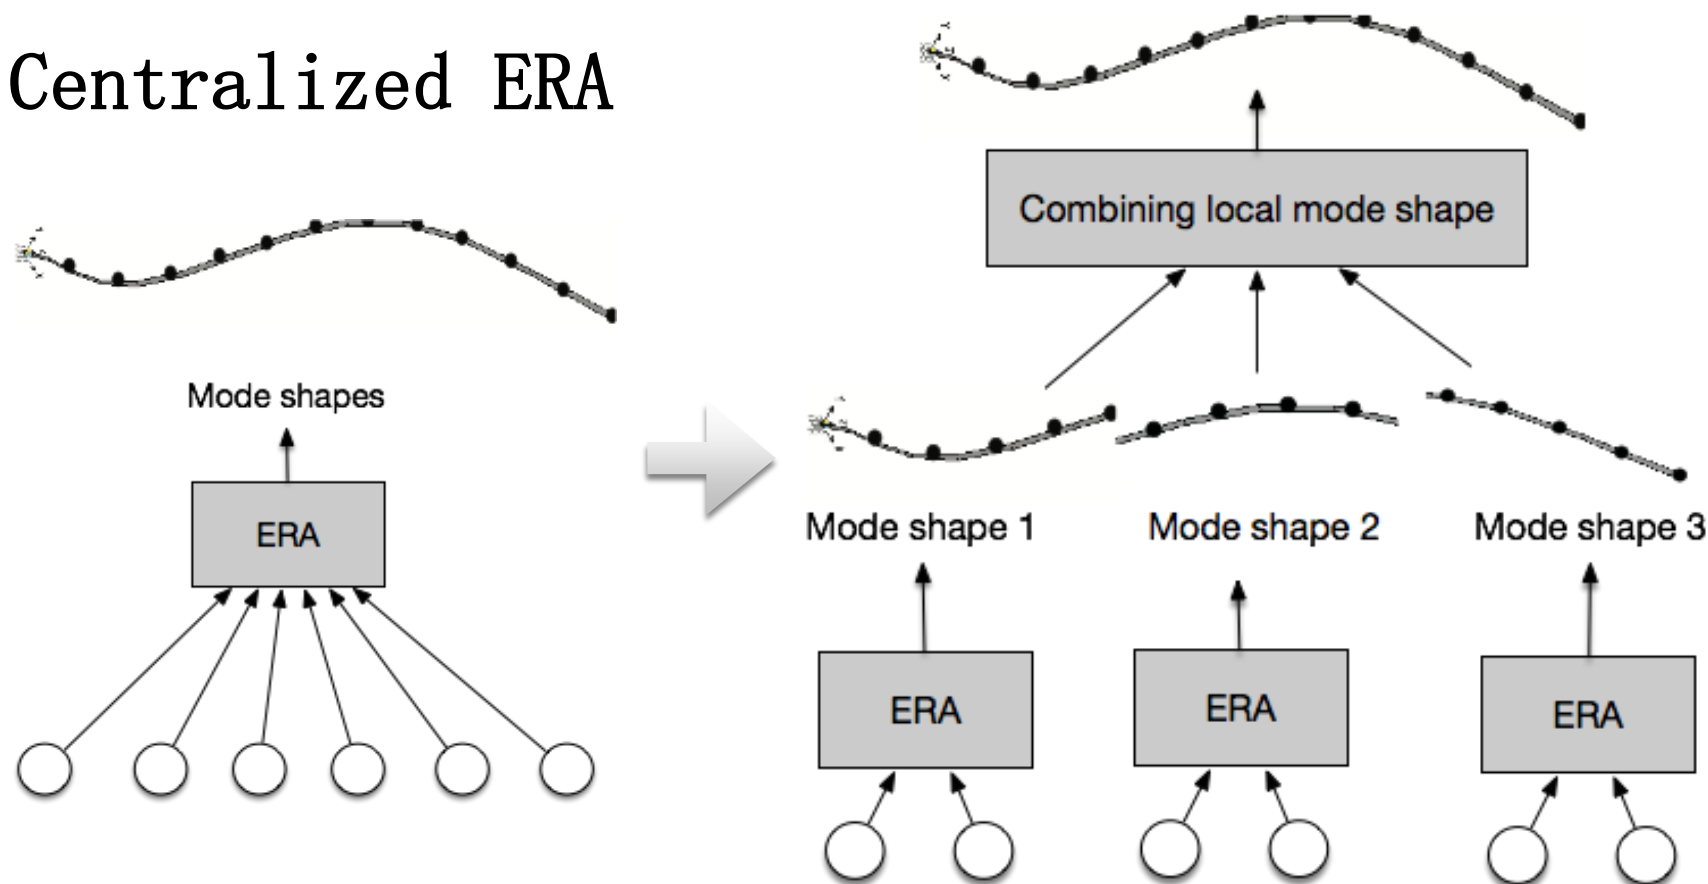 Centralized ERA
Mode shapes
ERA
Combining local mode shape
Mode shape 1
Mode shape 2
Mode shape 3
ERA
ERA
ERA